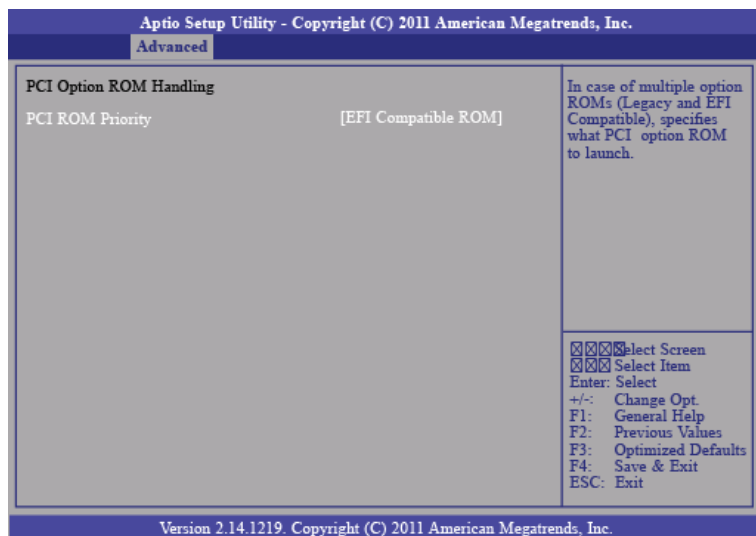 Aptio Setup Utility - Copyright (C) 2011 American Megatrends, Inc.
Advanced
PCI Option ROM Handling
PCI ROM Priority [EFI Compatible ROM]
In case of multiple option
ROMs (Legacy and EFI
Compatible), specifies
what PCI option ROM
to launch.
Select Screen
Select Item
Enter: Select
+/-: Change Opt.
F1: General Help
F2: Previous Values
F3: Optimized Defaults
F4: Save & Exit
ESC: Exit
Version 2.14.1219. Copyright (C) 2011 American Megatrends, Inc.